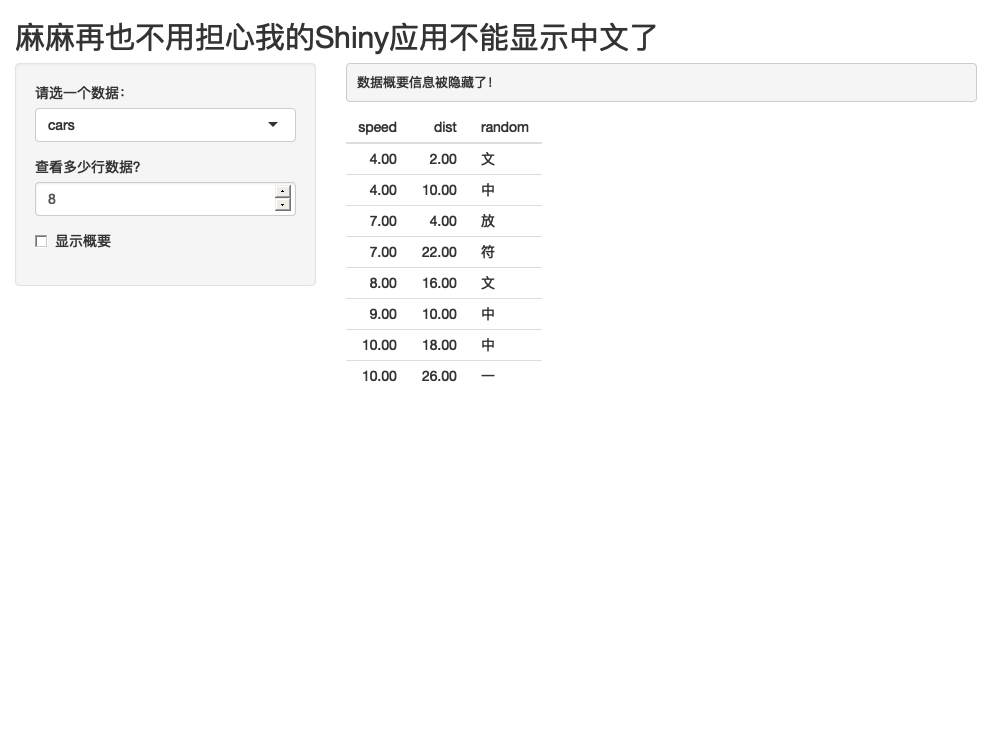 麻麻再也不用担心我的Shiny应用不能显示中文了
请选一个数据：
cars
查看多少行数据?
8
显示概要
数据概要信息被隐藏了！
speed dist random
4.00 2.00 文
4.00 10.00 中
7.00 4.00 放
7.00 22.00 符
8.00 16.00 文
9.00 10.00 中
10.00 18.00 中
10.00 26.00 一